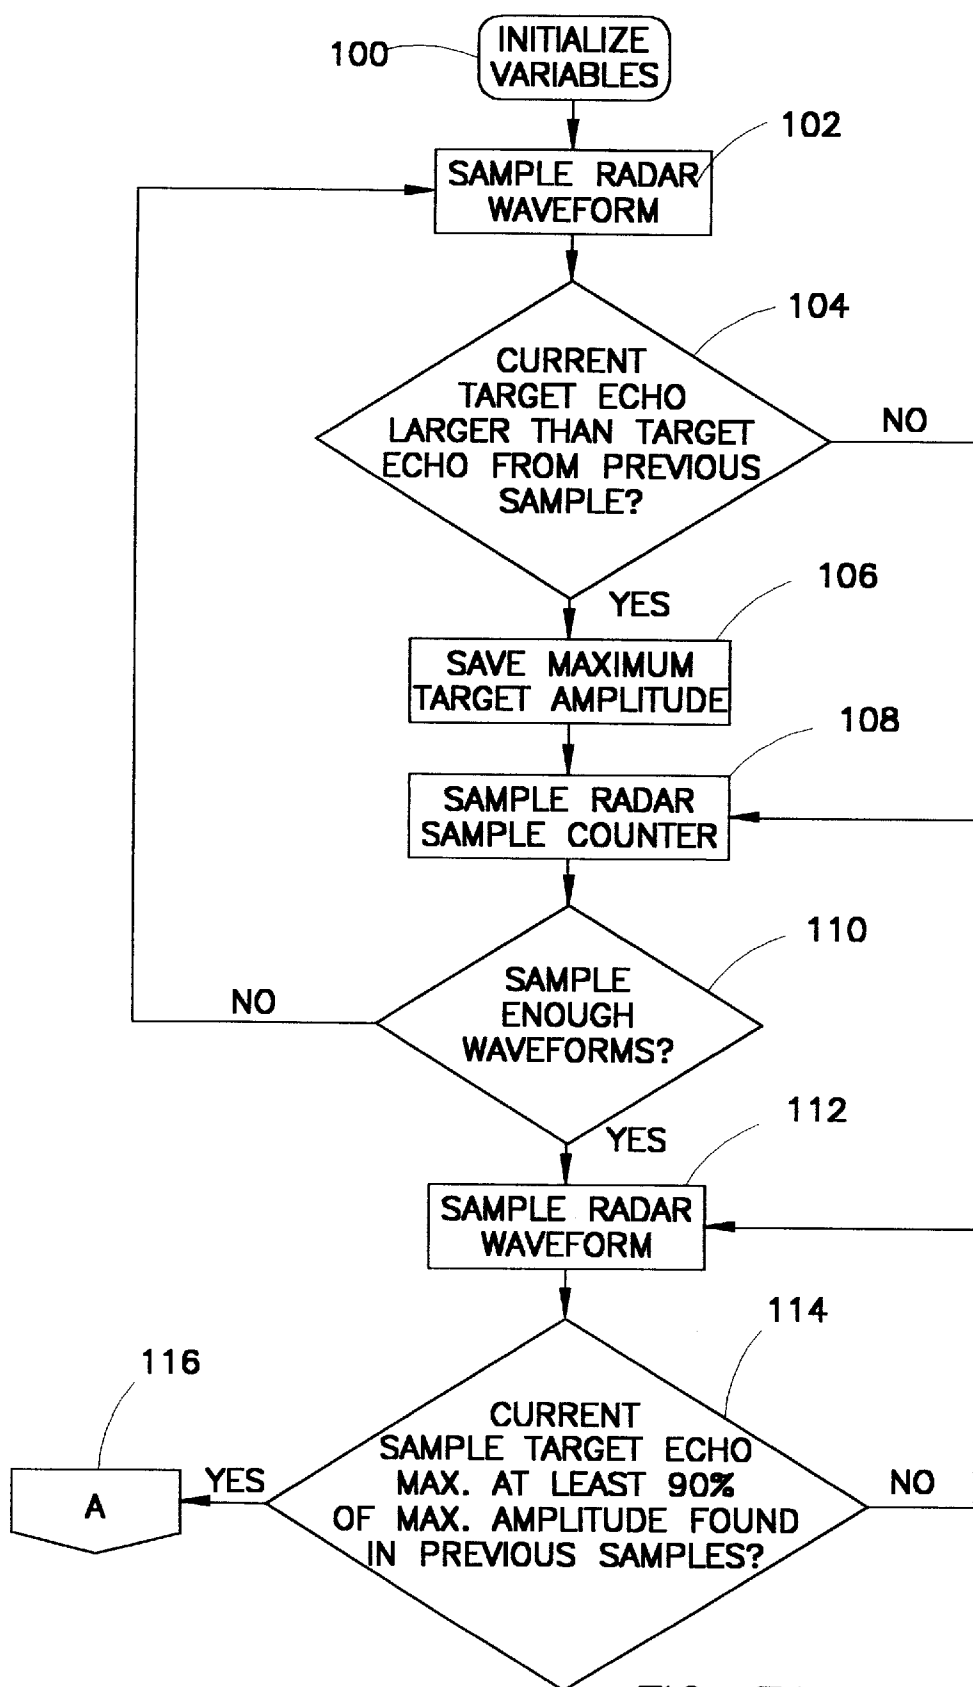 INITIALIZE
VARIABLES
100
102
SAMPLE RADAR
WAVEFORM
104
CURRENT
TARGET ECHO
LARGER THAN TARGET
ECHO FROM PREVIOUS
SAMPLE?
NO
YES
106
SAVE MAXIMUM
TARGET AMPLITUDE
108
SAMPLE RADAR
SAMPLE COUNTER
110
SAMPLE
ENOUGH
WAVEFORMS?
NO
YES
112
SAMPLE RADAR
WAVEFORM
114
116
CURRENT
SAMPLE TARGET ECHO
MAX. AT LEAST 90%
OF MAX. AMPLITUDE FOUND
IN PREVIOUS SAMPLES?
YES
NO
A